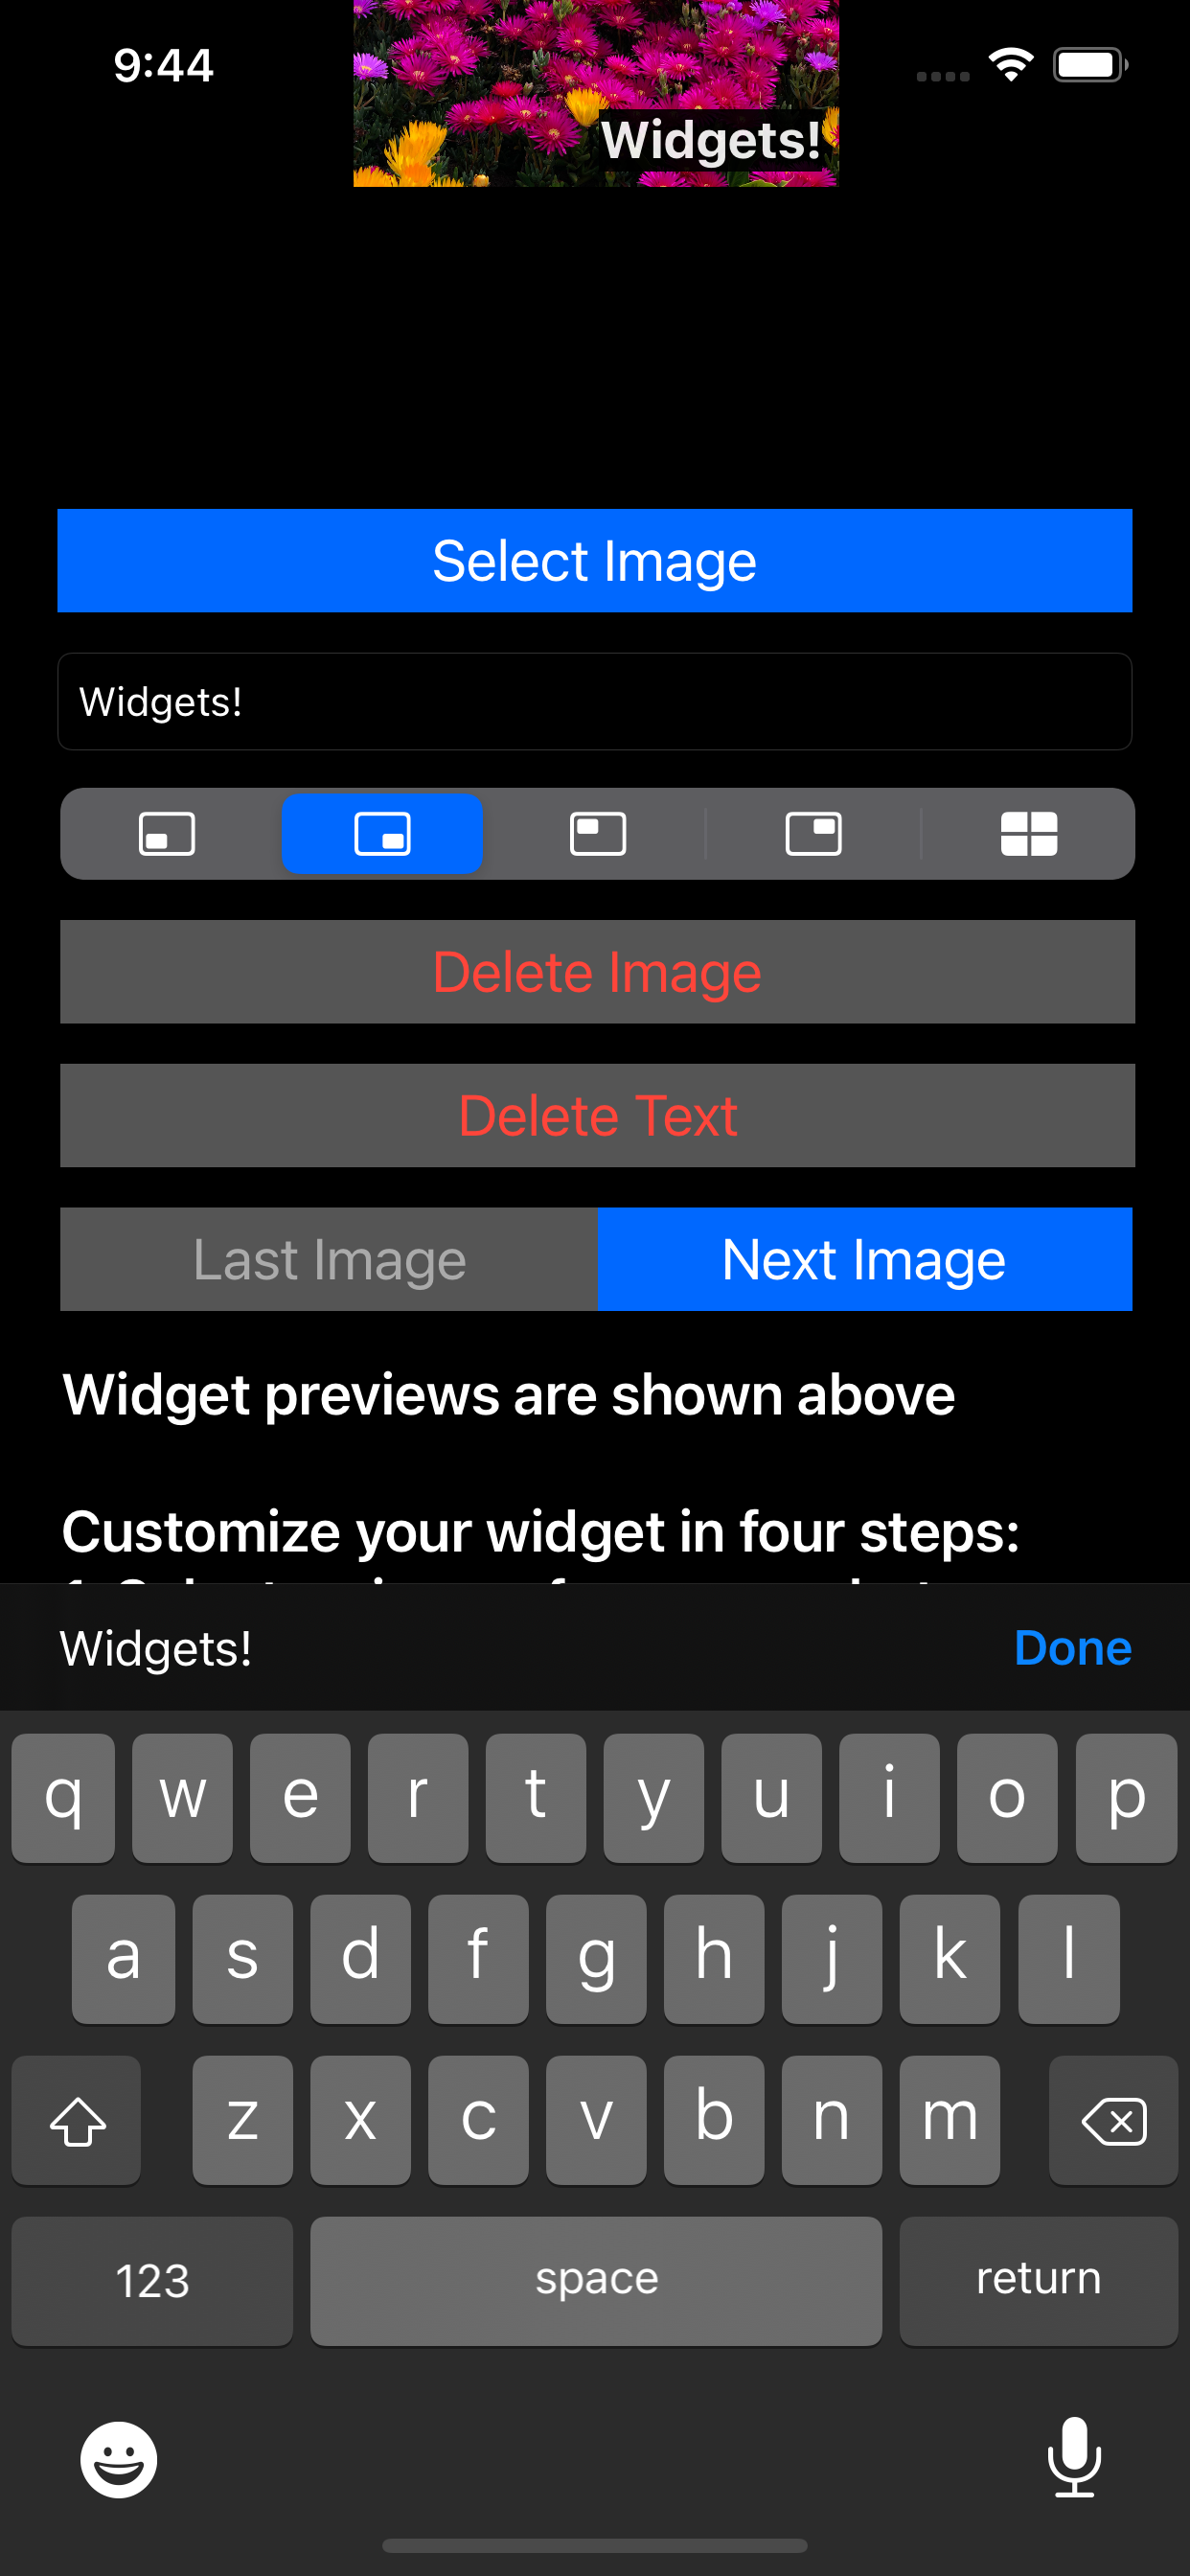 9:44
Widgets!
Select Image
Widgets!
Delete Image
Delete Text
Last Image Next Image
Widget previews are shown above
Customize your widget in four steps:
Widgets! Done
q w e r t y u i o p
a s d f g h j k l
z x c v b n m
123 space return